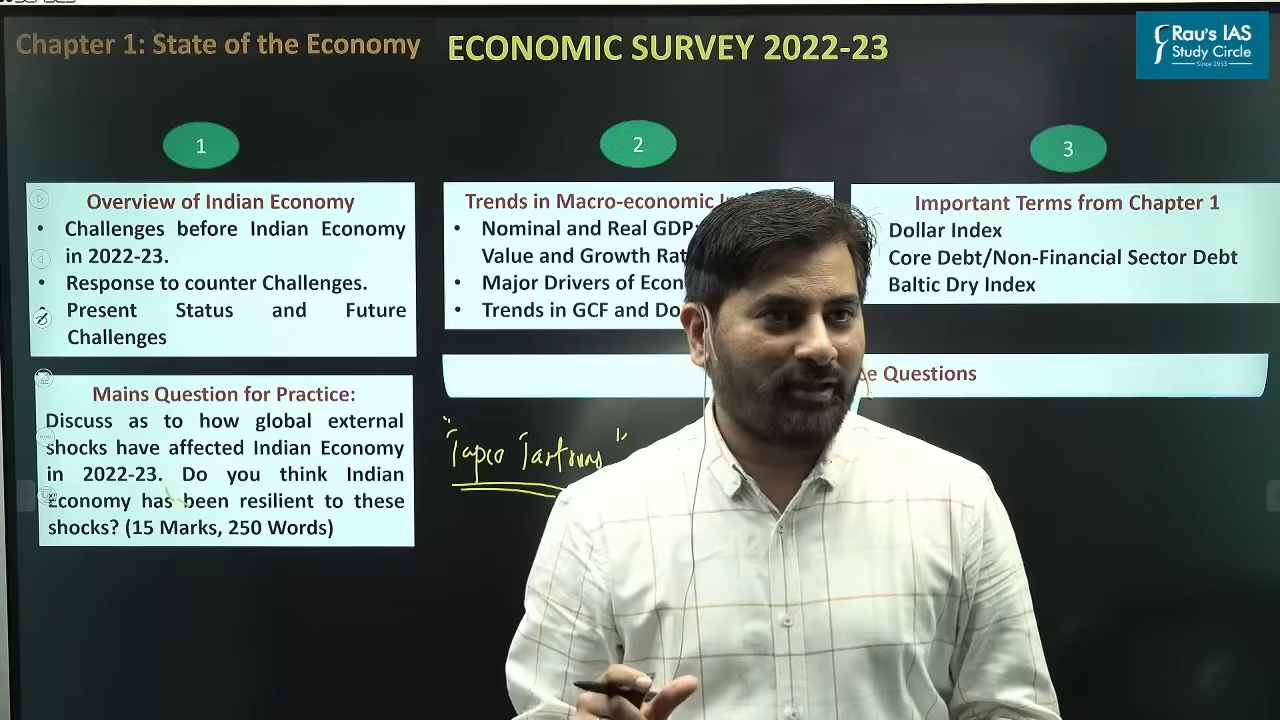 Chapter 1: State of the Economy
ECONOMIC SURVEY 2022-23
Rau's IAS
Study Circle
Since 1953
1
Overview of Indian Economy
• Challenges before Indian Economy
in 2022-23.
• Response to counter Challenges.
Present Status and Future
Challenges
Mains Question for Practice:
Discuss as to how global external
shocks have affected Indian Economy
in 2022-23. Do you think Indian
Economy has been resilient to these
shocks? (15 Marks, 250 Words)
2
Trends in Macro-economic
• Nominal and Real GDP:
Value and Growth
• Major Drivers of
• Trends in GCF and
Questions
3
Important Terms from Chapter 1
Dollar Index
Core Debt/Non-Financial Sector Debt
Baltic Dry Index